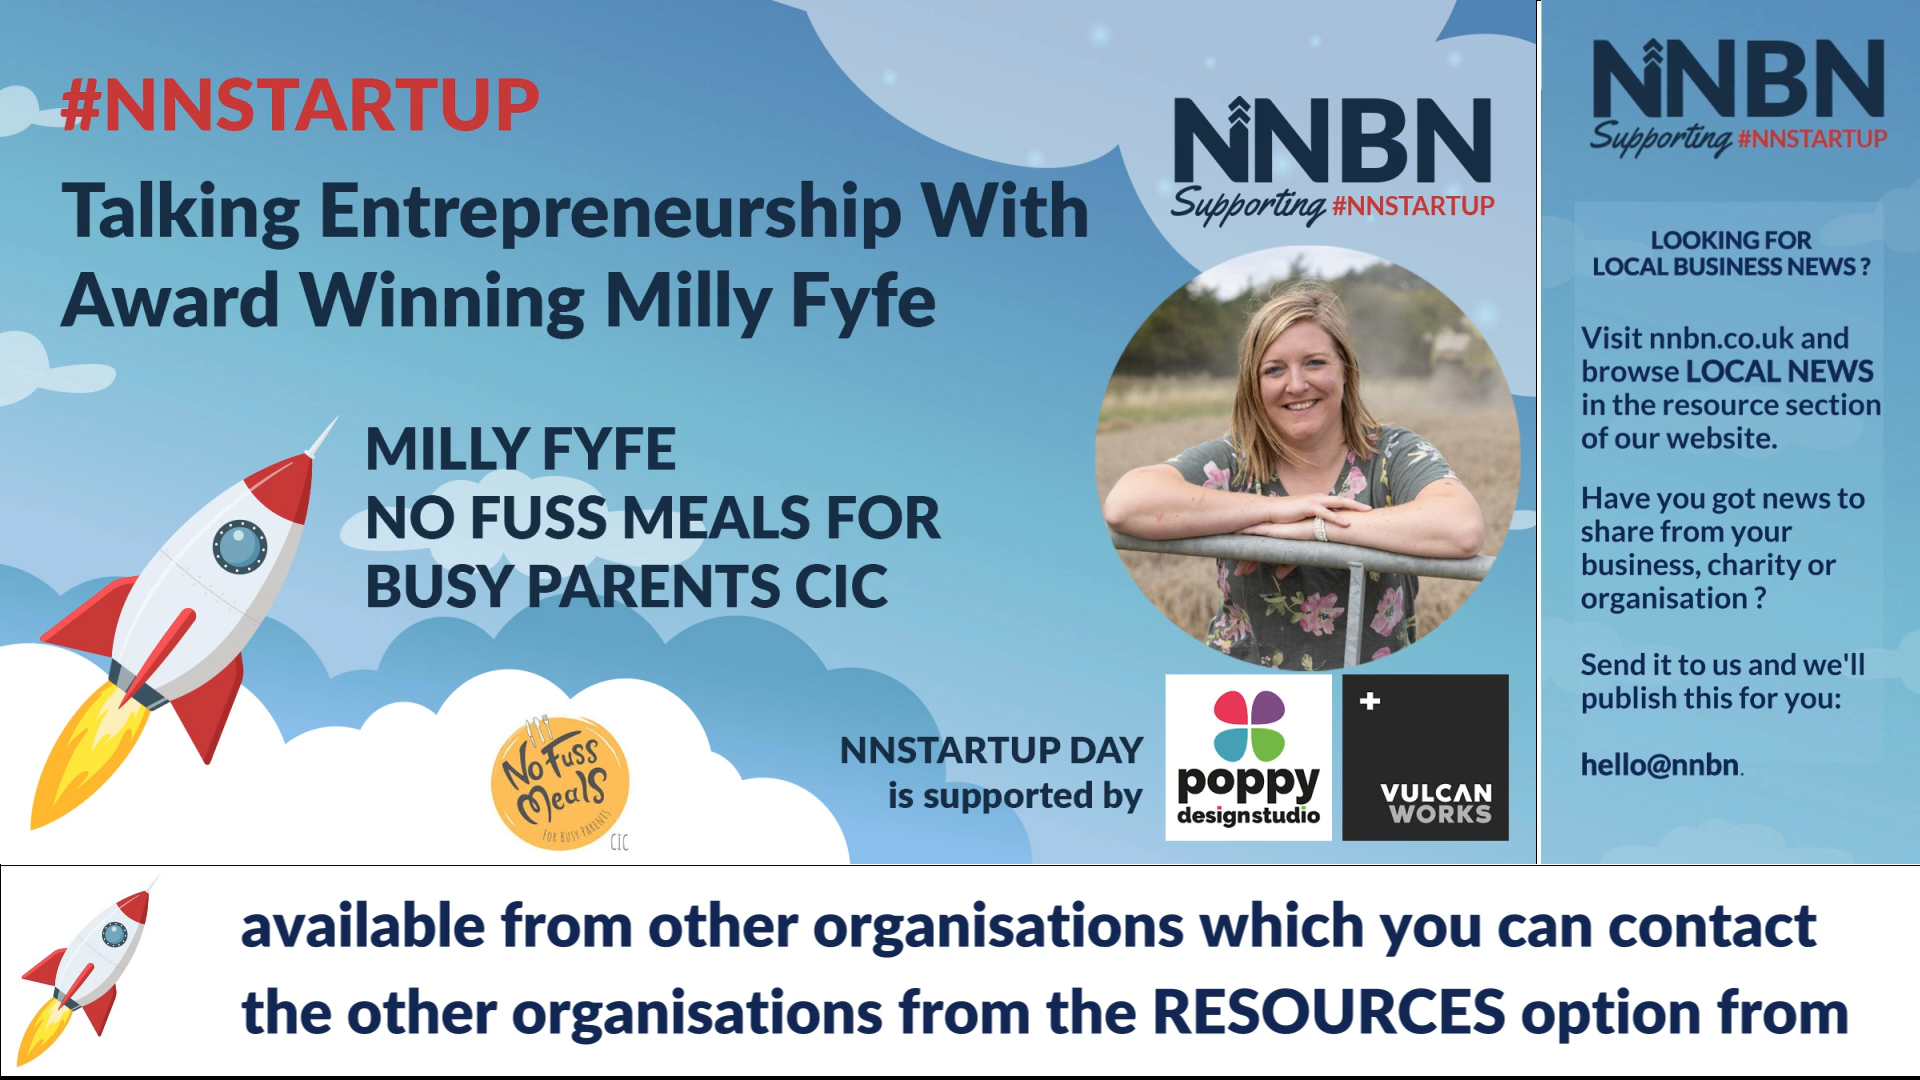 #NNSTARTUP
Talking Entrepreneurship With
Award Winning Milly Fyfe
MILLY FYFE
NO FUSS MEALS FOR
BUSY PARENTS CIC
NNBN
Supporting #NNSTARTUP
No Fuss
Meals
FOR BUSY PARENTS
CIC
NNSTARTUP DAY
is supported by
poppy
designstudio
VULCAN
WORKS
NNBN
Supporting #NNSTARTUP
LOOKING FOR
LOCAL BUSINESS NEWS ?
Visit nnbn.co.uk and
browse LOCAL NEWS
in the resource section
of our website.
Have you got news to
share from your
business, charity or
organisation ?
Send it to us and we'll
publish this for you:
hello@nnbn.
available from other organisations which you can contact
the other organisations from the RESOURCES option from